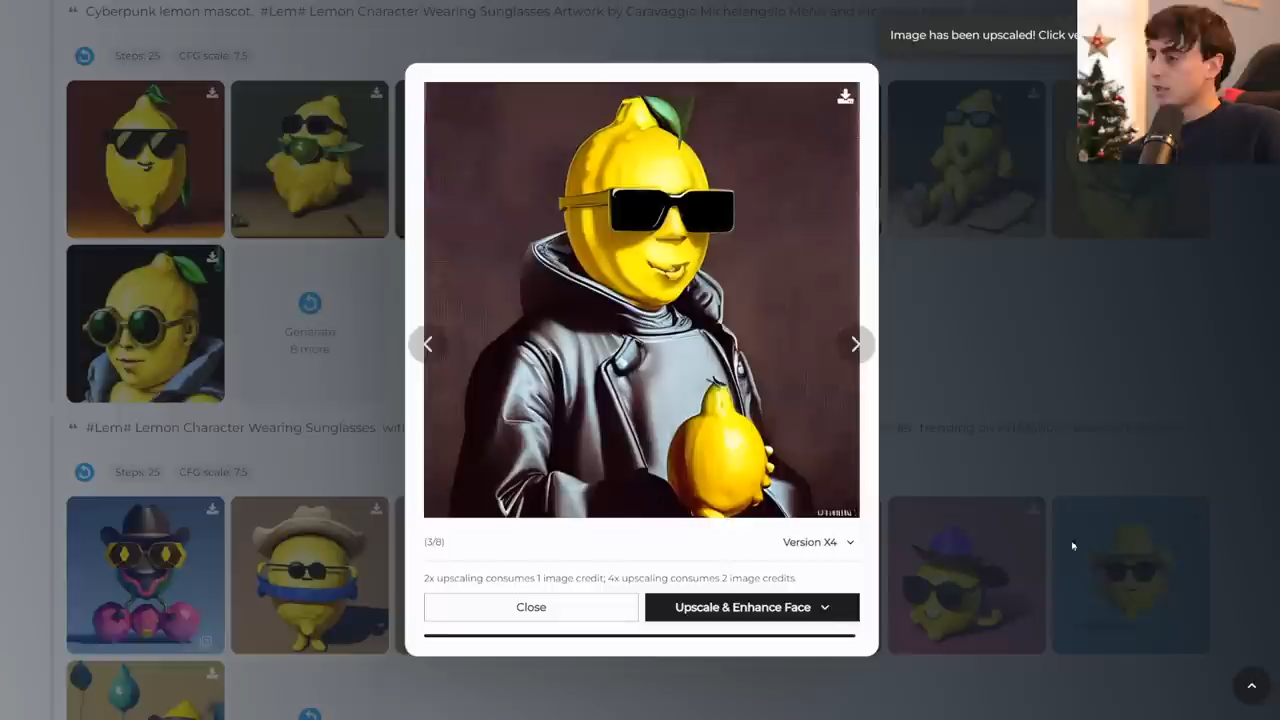 Cyberpunk lemon mascot. #Lem# Lemon Character Wearing Sunglasses Artwork by Caravaggio Michelangelo Merisi and
Image has been upscaled! Click
Steps: 25 CFG scale: 7.5
Generate
8 more
#Lem# Lemon Character Wearing Sunglasses
Steps: 25 CFG scale: 7.5
(3/8)
Version X4
2x upscaling consumes 1 image credit; 4x upscaling consumes 2 image credits.
Close
Upscale & Enhance Face